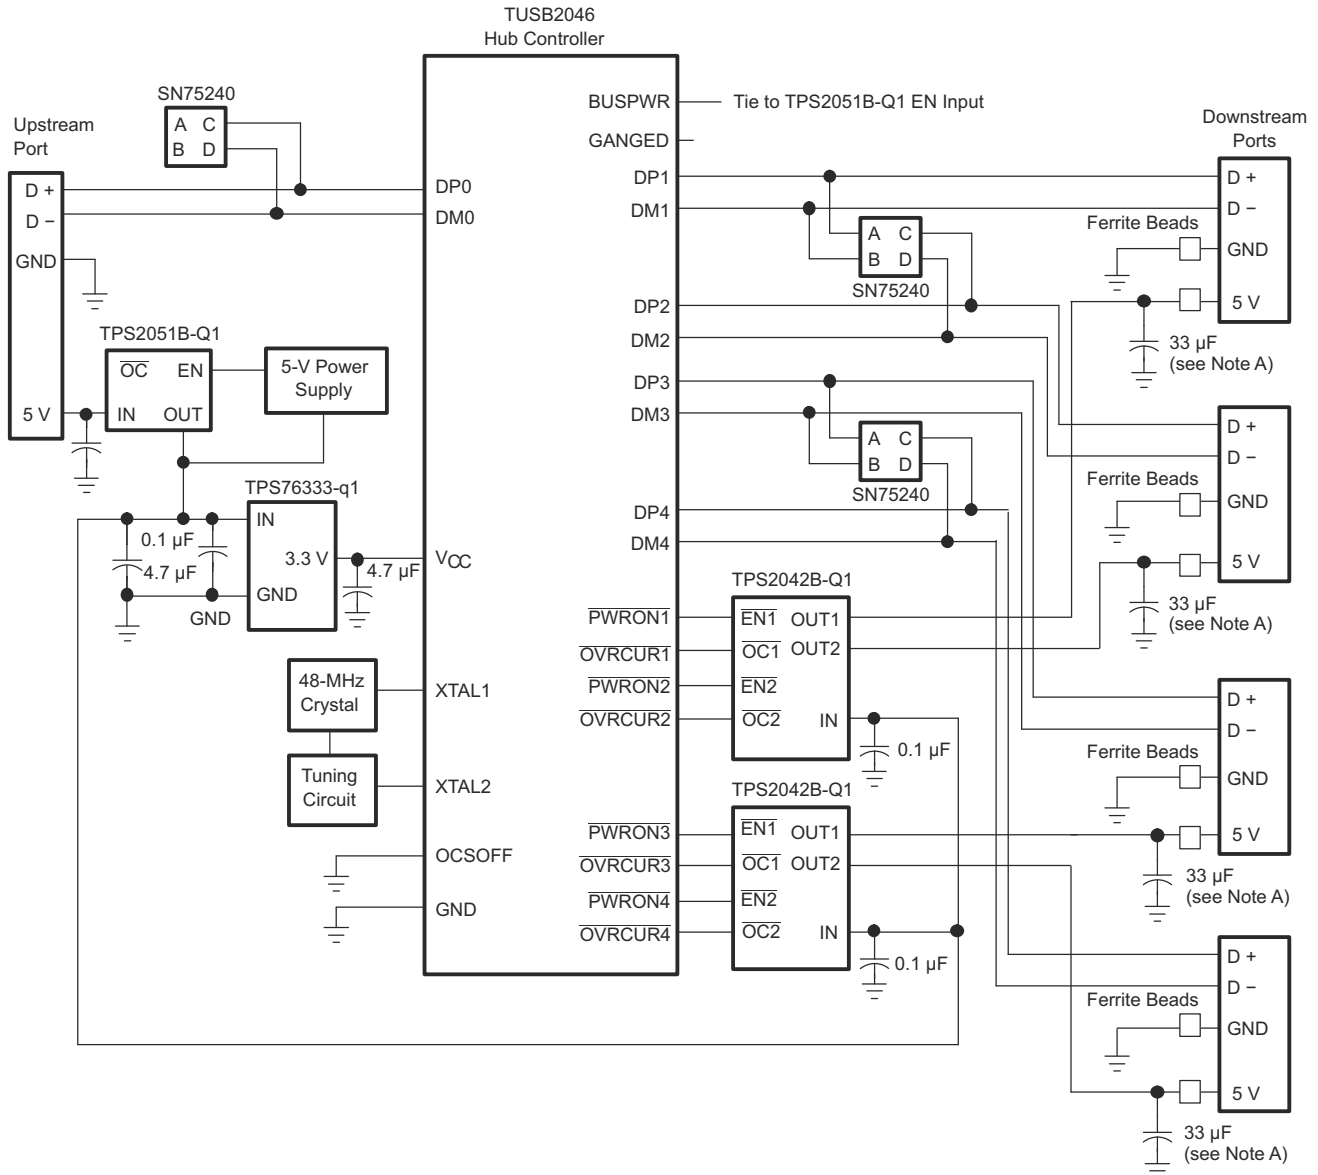 TUSB2046
Hub Controller
SN75240
A C
B D
Upstream
Port
D +
D −
GND
5 V
TPS2051B-Q1
OC EN
IN OUT
5-V Power
Supply
TPS76333-q1
IN
3.3 V
GND
0.1 µF
4.7 µF
GND
4.7 µF
48-MHz
Crystal
Tuning
Circuit
DP0
DM0
VCC
XTAL1
XTAL2
OCSOFF
GND
BUSPWR
Tie to TPS2051B-Q1 EN Input
GANGED
DP1
DM1
DP2
DM2
DP3
DM3
DP4
DM4
PWRON1
OVRCUR1
PWRON2
OVRCUR2
PWRON3
OVRCUR3
PWRON4
OVRCUR4
A C
B D
SN75240
A C
B D
SN75240
TPS2042B-Q1
EN1 OUT1
OC1 OUT2
EN2
OC2 IN
0.1 µF
TPS2042B-Q1
EN1 OUT1
OC1 OUT2
EN2
OC2 IN
0.1 µF
Downstream
Ports
D +
D −
Ferrite Beads
GND
5 V
33 µF
(see Note A)
D +
D −
Ferrite Beads
GND
5 V
33 µF
(see Note A)
D +
D −
Ferrite Beads
GND
5 V
33 µF
(see Note A)
D +
D −
Ferrite Beads
GND
5 V
33 µF
(see Note A)